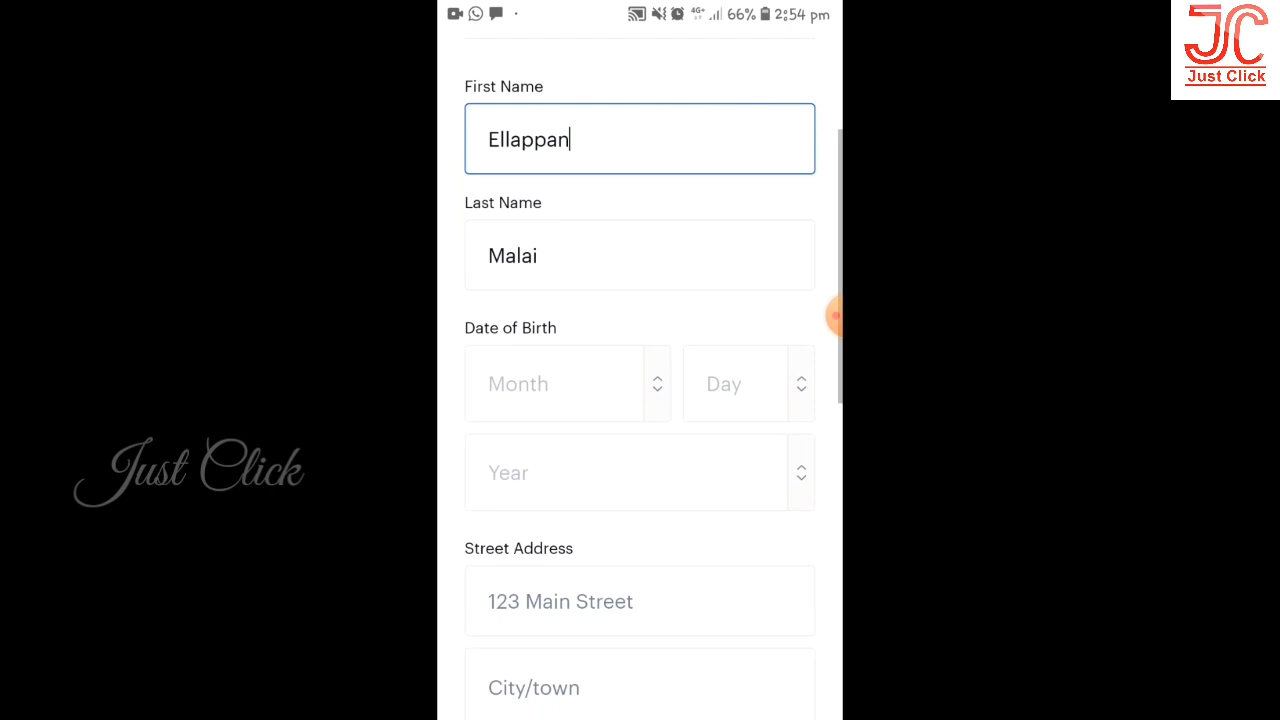 4G+ 66% 2:54 pm
JC
Just Click
First Name
Ellappan
Last Name
Malai
Date of Birth
Month Day
Year
Just Click
Street Address
123 Main Street
City/town